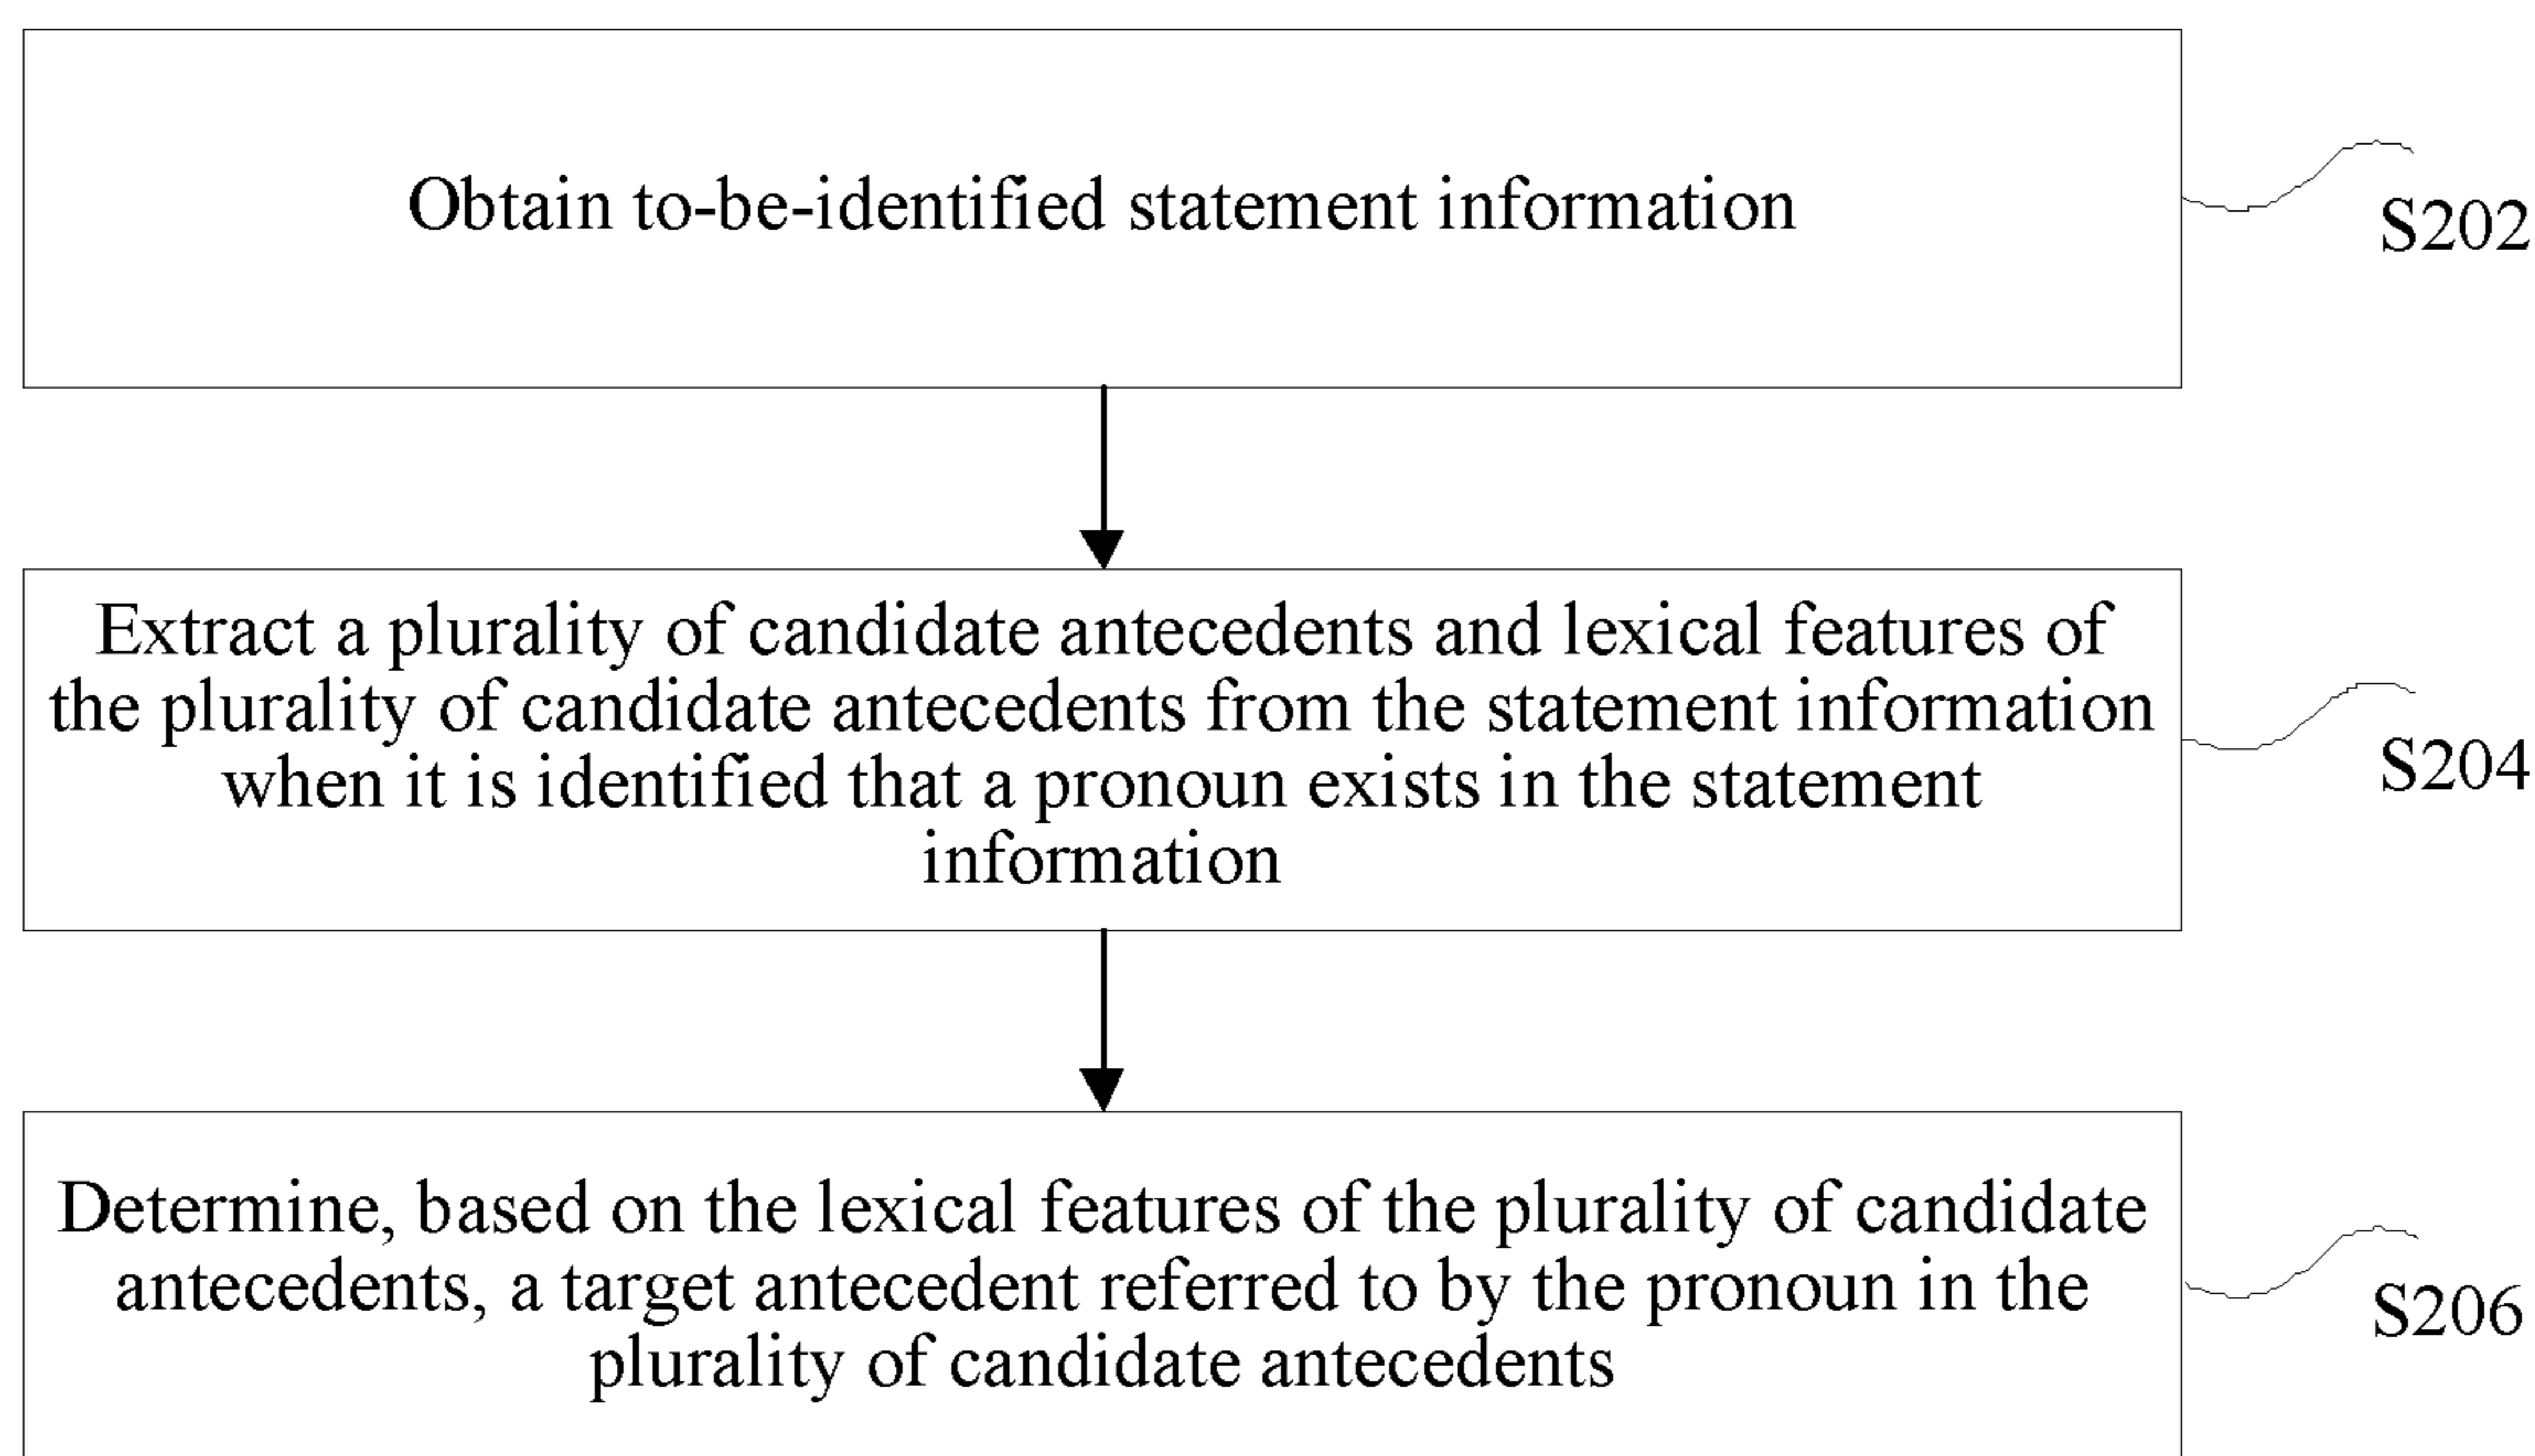 Obtain to-be-identified statement information
S202
Extract a plurality of candidate antecedents and lexical features of
the plurality of candidate antecedents from the statement information
when it is identified that a pronoun exists in the statement
information
S204
Determine, based on the lexical features of the plurality of candidate
antecedents, a target antecedent referred to by the pronoun in the
plurality of candidate antecedents
S206